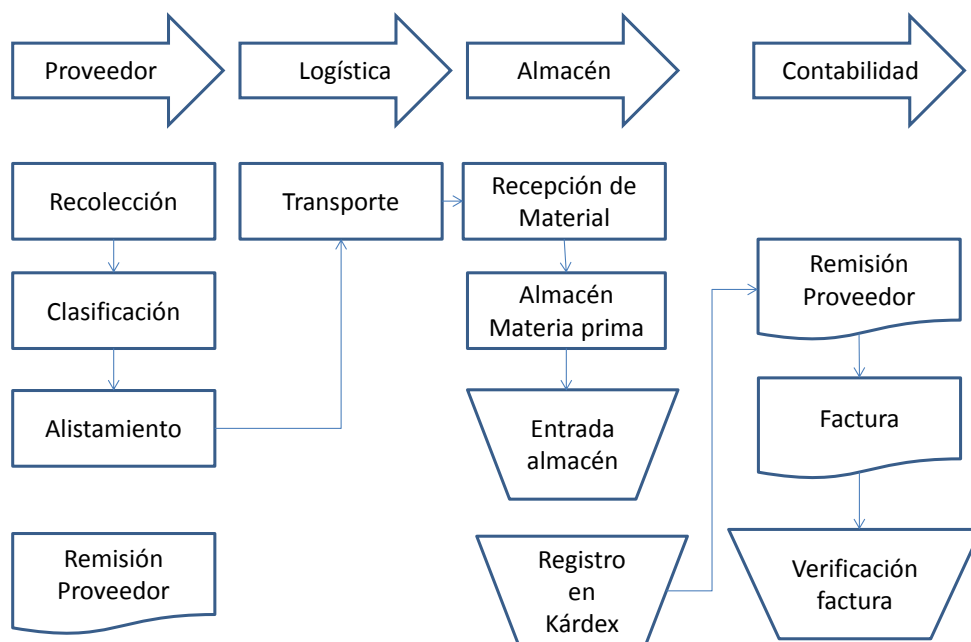 Proveedor
Logística
Almacén
Contabilidad
Recolección
Transporte
Recepción de
Material
Clasificación
Almacén
Materia prima
Remisión
Proveedor
Alistamiento
Entrada
almacén
Factura
Remisión
Proveedor
Registro
en
Kárdex
Verificación
factura